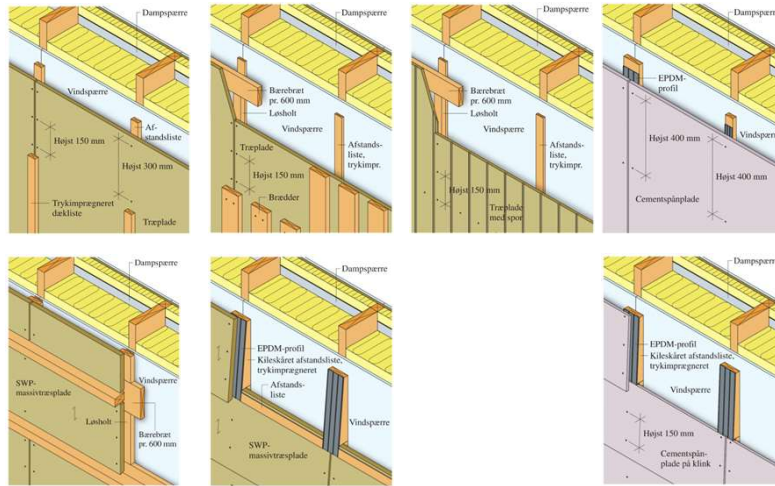 Dampspærre
Vindspærre
Af-
standsliste
Højst 150 mm
Højst 300 mm
Trykimprægneret
dækliste
Træplade
Dampspærre
Bærebræt
pr. 600 mm
Løsholt
Vindspærre
Træplade
Afstands-
liste,
trykimpr.
Højst 150 mm
Brædder
Dampspærre
Bærebræt
pr. 600 mm
Løsholt
Vindspærre
Afstands-
liste,
trykimpr.
Højst 150 mm
Træplade
med spor
Dampspærre
EPDM-
profil
Vindspærre
Højst 400 mm
Højst 400 mm
Cementspånplade
Dampspærre
Vindspærre
SWP-
massivtræsplade
Løsholt
Bærebræt
pr. 600 mm
Dampspærre
EPDM-profil
Kileskåret afstandsliste,
trykimprægneret
Afstands-
liste
Vindspærre
SWP-
massivtræsplade
Dampspærre
EPDM-profil
Kileskåret afstandsliste,
trykimprægneret
Vindspærre
Højst 150 mm
Cementspån-
plade på klink